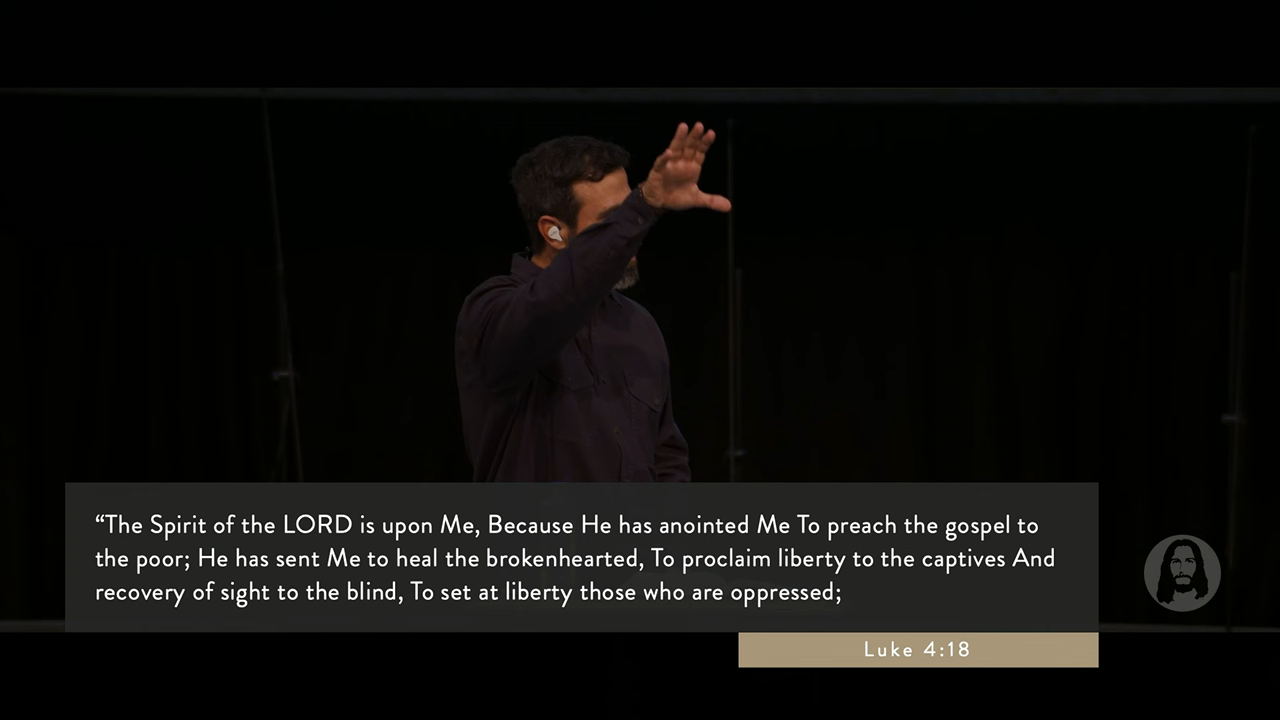 “The Spirit of the LORD is upon Me, Because He has anointed Me To preach the gospel to
the poor; He has sent Me to heal the brokenhearted, To proclaim liberty to the captives And
recovery of sight to the blind, To set at liberty those who are oppressed;
Luke 4:18